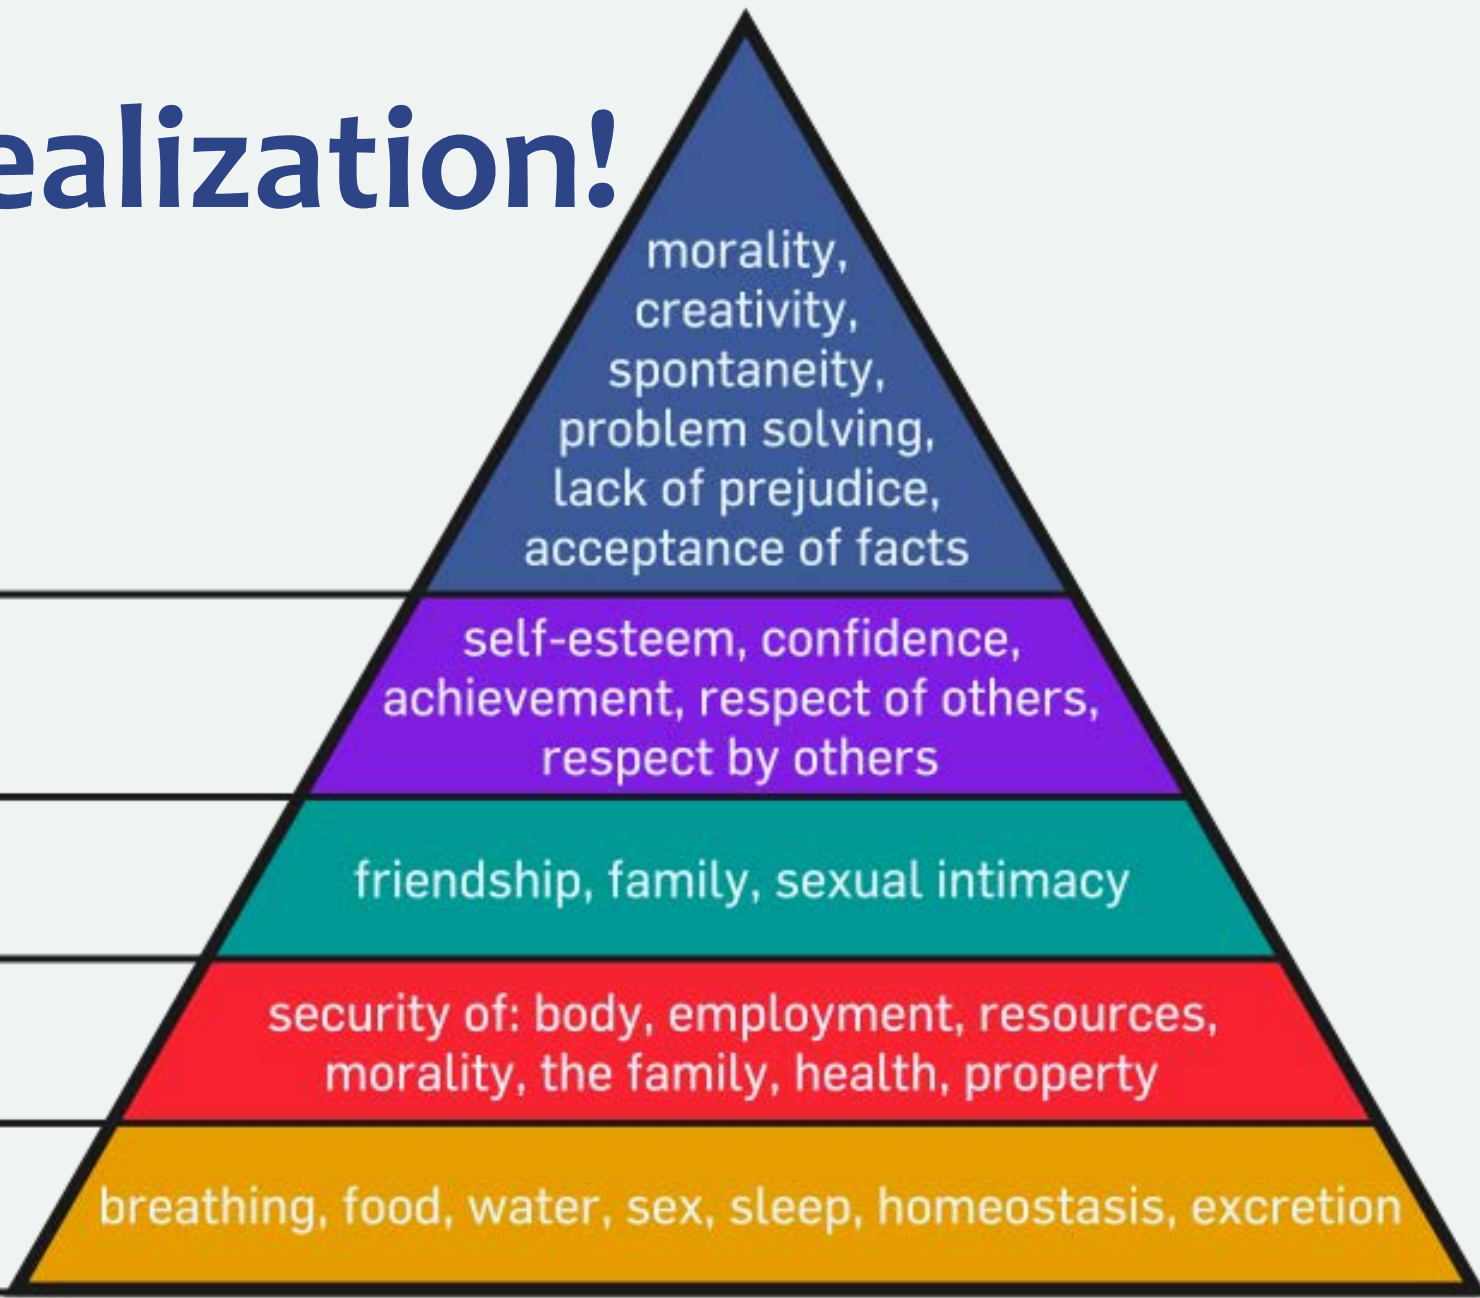 ealization!
morality,
creativity,
spontaneity,
problem solving,
lack of prejudice,
acceptance of facts
self-esteem, confidence,
achievement, respect of others,
respect by others
friendship, family, sexual intimacy
security of: body, employment, resources,
morality, the family, health, property
breathing, food, water, sex, sleep, homeostasis, excretion